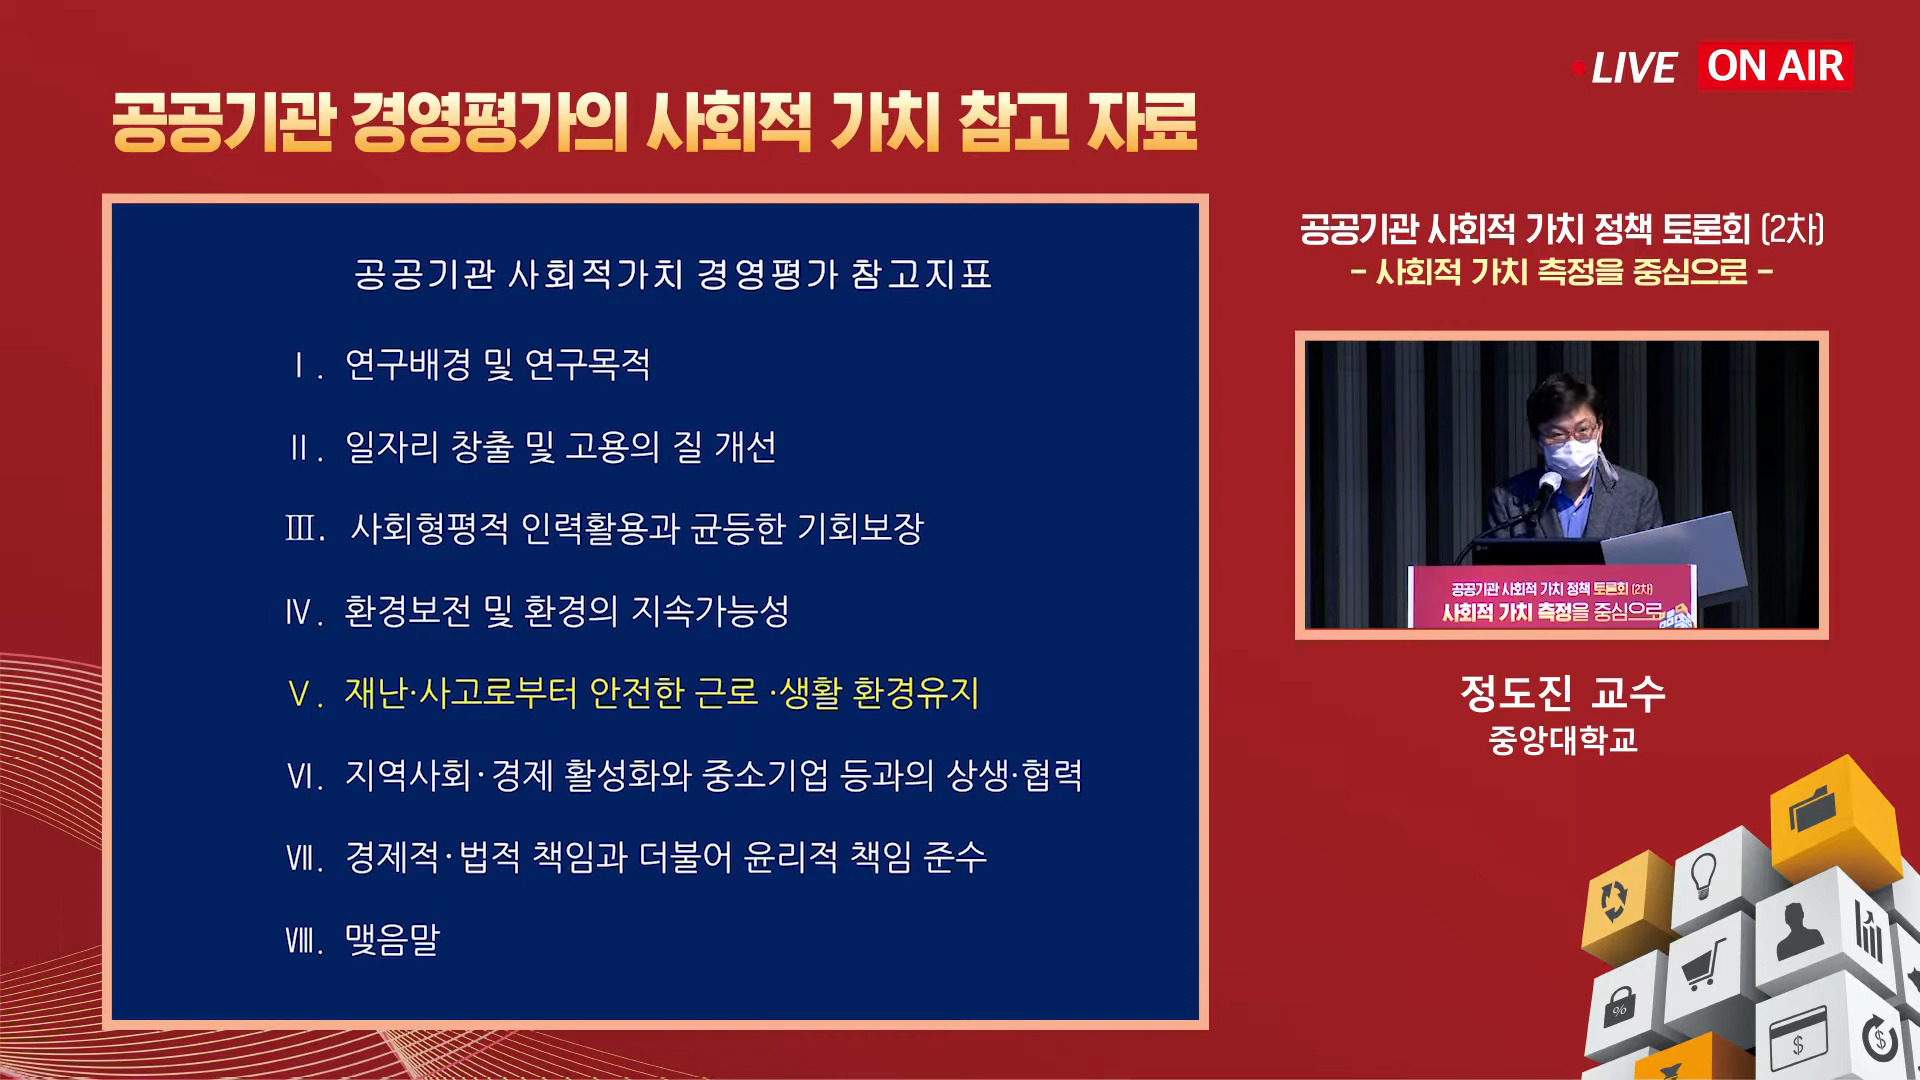 LIVE ON AIR
공공기관 경영평가의 사회적 가치 참고 자료
공공기관 사회적가치 경영평가 참고지표
Ⅰ. 연구배경 및 연구목적
Ⅱ. 일자리 창출 및 고용의 질 개선
Ⅲ. 사회형평적 인력활용과 균등한 기회보장
Ⅳ. 환경보전 및 환경의 지속가능성
Ⅴ. 재난·사고로부터 안전한 근로 ·생활 환경유지
Ⅵ. 지역사회·경제 활성화와 중소기업 등과의 상생·협력
Ⅶ. 경제적·법적 책임과 더불어 윤리적 책임 준수
Ⅷ. 맺음말
공공기관 사회적 가치 정책 토론회 (2차)
- 사회적 가치 측정을 중심으로 -
공공기관 사회적 가치 정책 토론회 (2차)
사회적 가치 측정을 중심으로
정도진 교수
중앙대학교
%
$
$